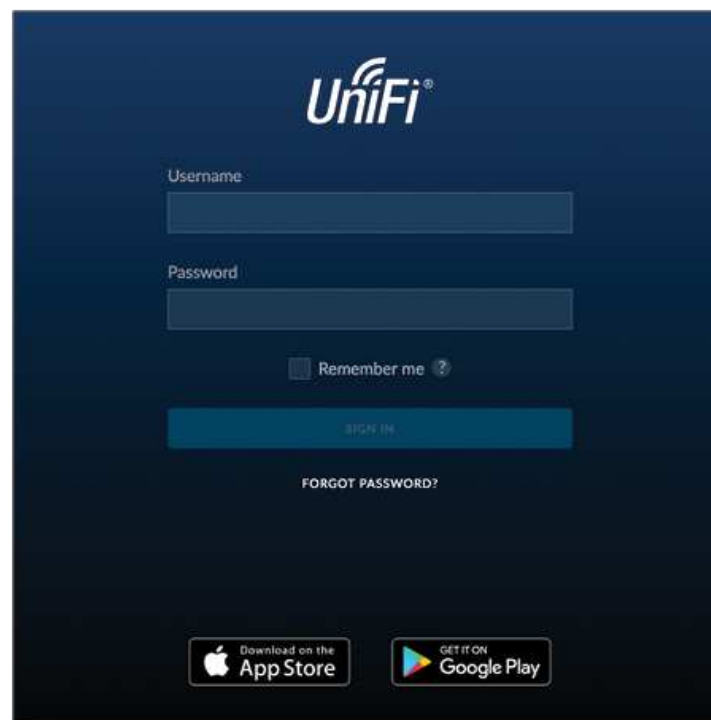 UniFi®
Username
Password
Remember me ?
SIGN IN
FORGOT PASSWORD?
Download on the
App Store
GET IT ON
Google Play